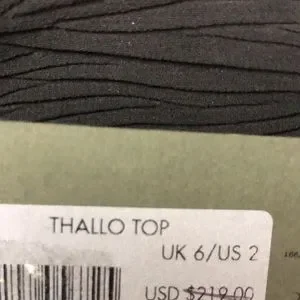 THALLO TOP
UK 6/US 2
USD $219.00